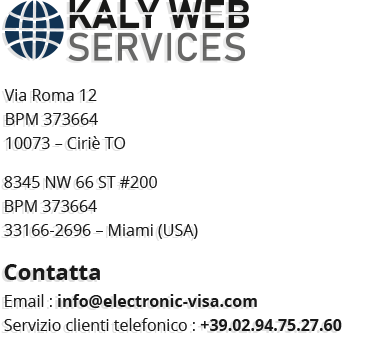 KALY WEB
SERVICES
Via Roma 12
BPM 373664
10073 – Ciriè TO
8345 NW 66 ST #200
BPM 373664
33166-2696 – Miami (USA)
Contatta
Email : info@electronic-visa.com
Servizio clienti telefonico : +39.02.94.75.27.60